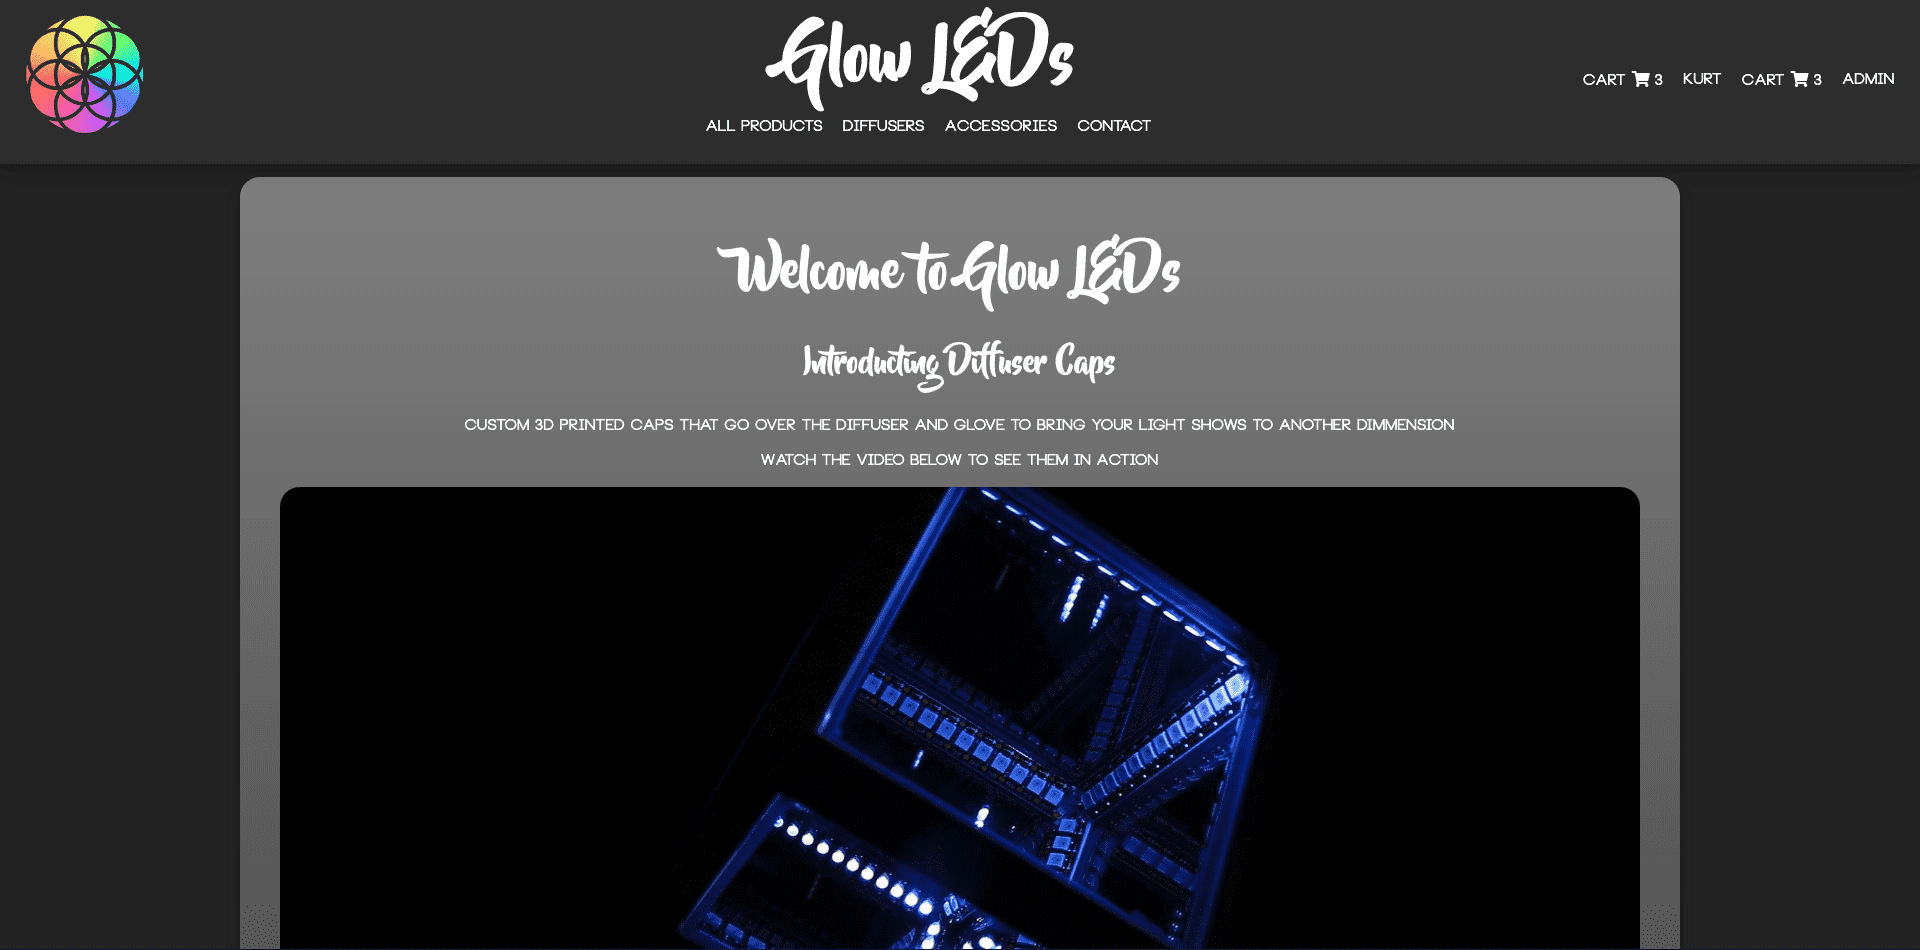 Glow LEDs
CART 3 KURT CART 3 ADMIN
ALL PRODUCTS DIFFUSERS ACCESSORIES CONTACT
Welcome to Glow LEDs
Introducting Diffuser Caps
CUSTOM 3D PRINTED CAPS THAT GO OVER THE DIFFUSER AND GLOVE TO BRING YOUR LIGHT SHOWS TO ANOTHER DIMMENSION
WATCH THE VIDEO BELOW TO SEE THEM IN ACTION